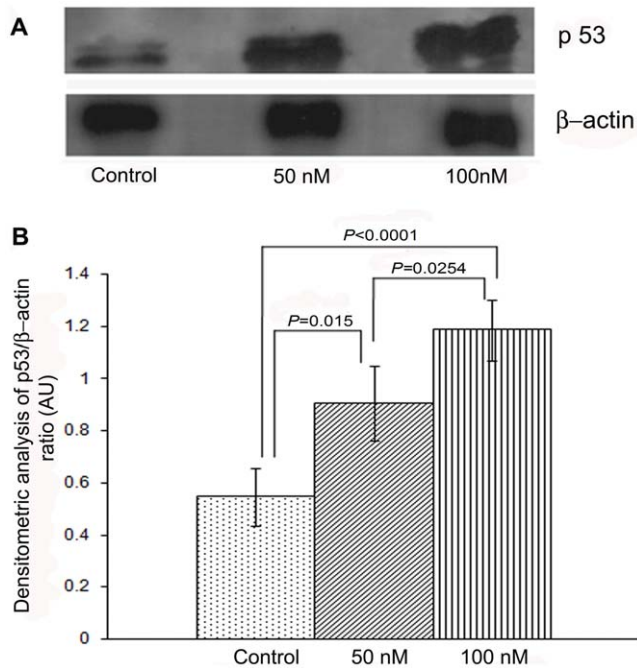 A
p 53
β–actin
Control 50 nM 100nM
B
P<0.0001
P=0.0254
P=0.015
Densitometric analysis of p53/β–actin
ratio (AU)
1.4
1.2
1
0.8
0.6
0.4
0.2
0
Control 50 nM 100 nM